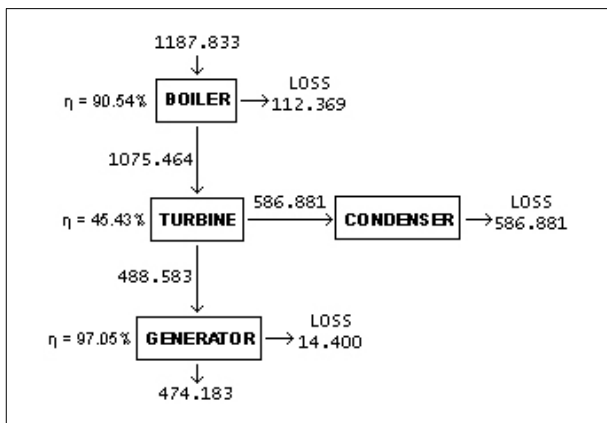 1187.833
η = 90.54%
BOILER
LOSS
112.369
1075.464
η = 45.43%
TURBINE
586.881
CONDENSER
LOSS
586.881
488.583
η = 97.05%
GENERATOR
LOSS
14.400
474.183